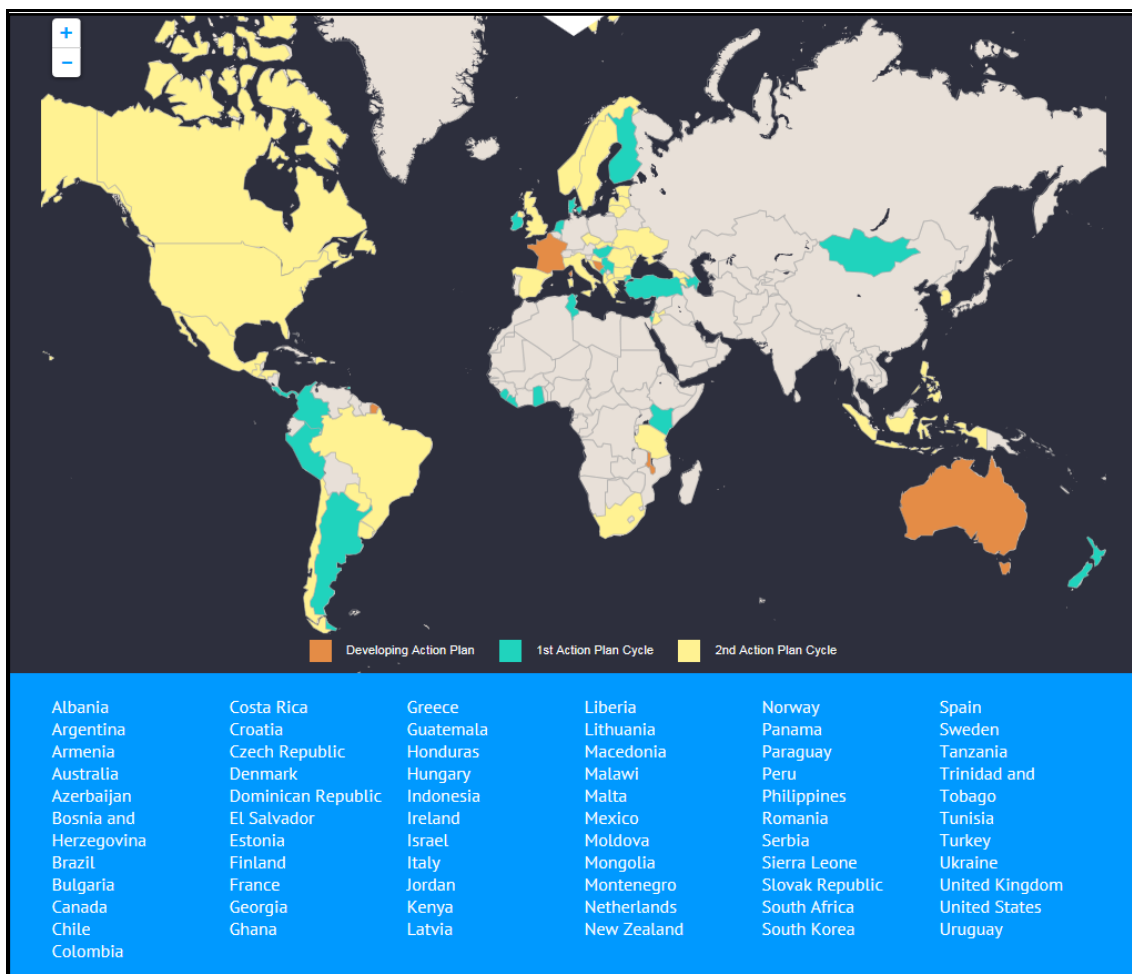 +
−
Developing Action Plan
1st Action Plan Cycle
2nd Action Plan Cycle
Albania
Argentina
Armenia
Australia
Azerbaijan
Bosnia and
Herzegovina
Brazil
Bulgaria
Canada
Chile
Colombia
Costa Rica
Croatia
Czech Republic
Denmark
Dominican Republic
El Salvador
Estonia
Finland
France
Georgia
Ghana
Greece
Guatemala
Honduras
Hungary
Indonesia
Ireland
Israel
Italy
Jordan
Kenya
Latvia
Liberia
Lithuania
Macedonia
Malawi
Malta
Mexico
Moldova
Mongolia
Montenegro
Netherlands
New Zealand
Norway
Panama
Paraguay
Peru
Philippines
Romania
Serbia
Sierra Leone
Slovak Republic
South Africa
South Korea
Spain
Sweden
Tanzania
Trinidad and
Tobago
Tunisia
Turkey
Ukraine
United Kingdom
United States
Uruguay